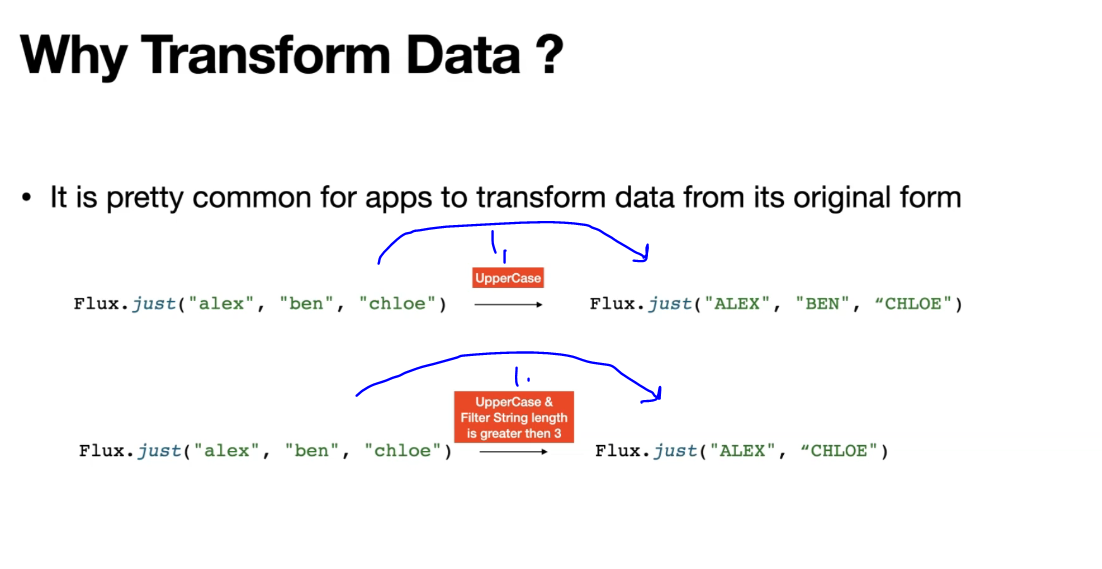 Why Transform Data ?
• It is pretty common for apps to transform data from its original form
1,
UpperCase
Flux.just("alex", "ben", "chloe")
Flux.just("ALEX", "BEN", “CHLOE")
1.
UpperCase &
Filter String length
is greater then 3
Flux.just("alex", "ben", "chloe")
Flux.just("ALEX", “CHLOE")